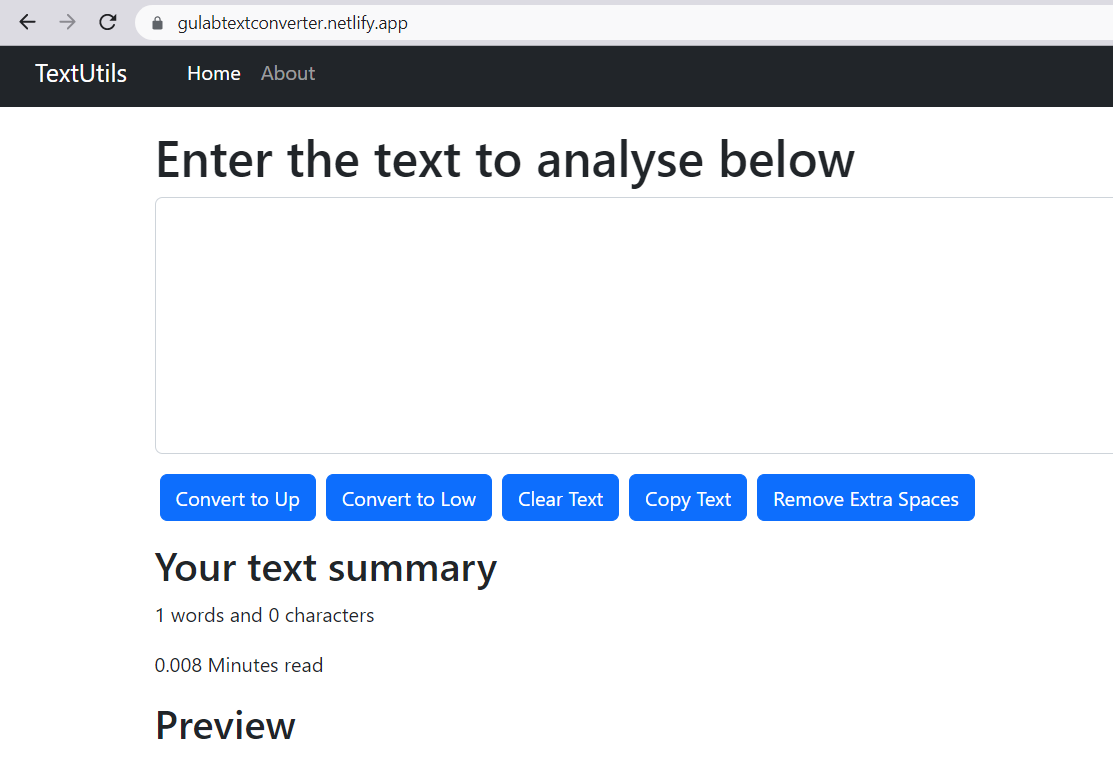 gulabtextconverter.netlify.app
TextUtils Home About
Enter the text to analyse below
Convert to Up Convert to Low Clear Text Copy Text Remove Extra Spaces
Your text summary
1 words and 0 characters
0.008 Minutes read
Preview